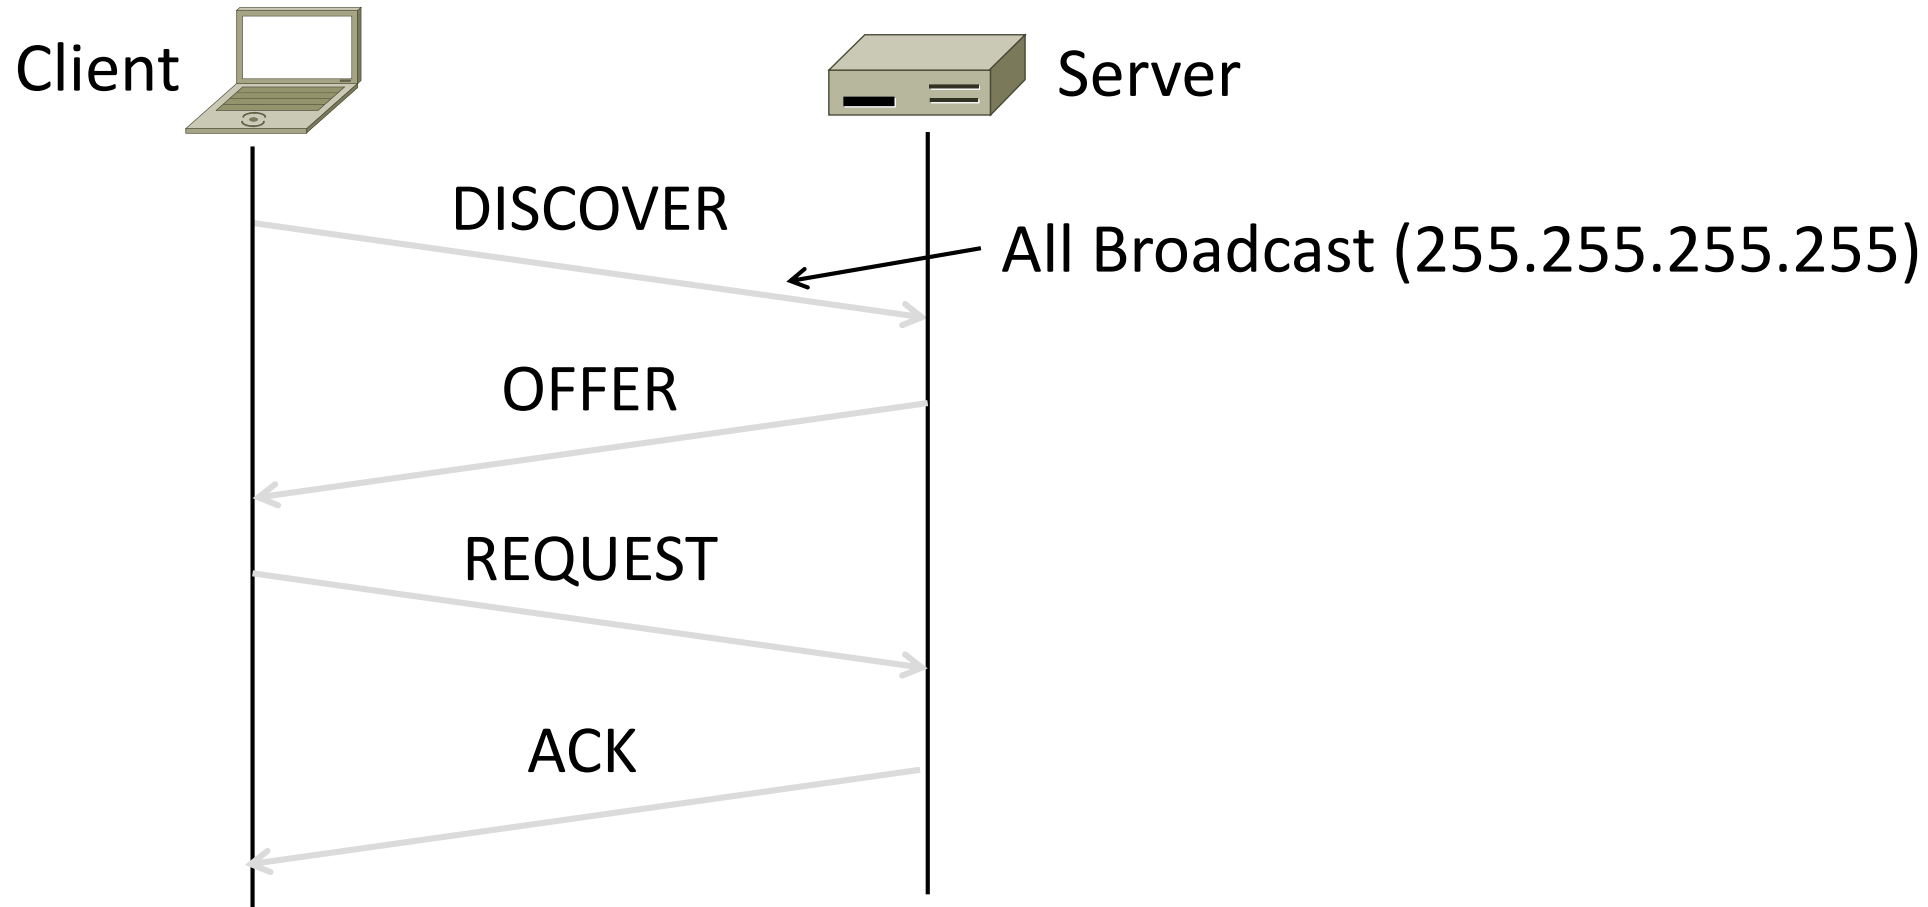 Client
Server
DISCOVER
All Broadcast (255.255.255.255)
OFFER
REQUEST
ACK